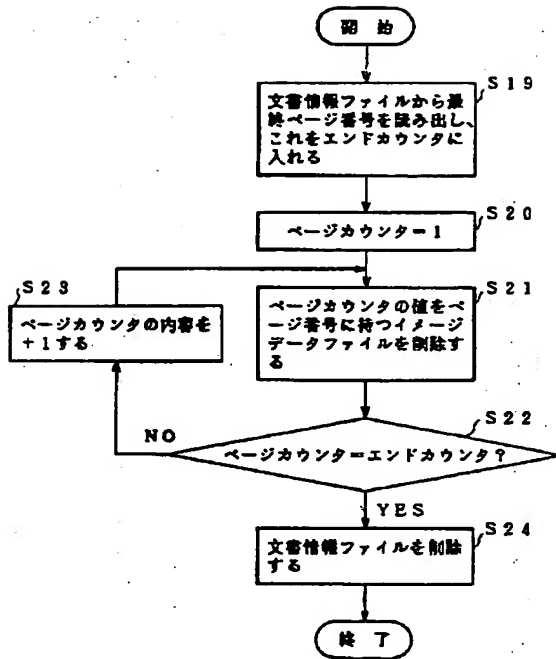 開 始
S19
文書情報ファイルから最
終ページ番号を読み出し、
これをエンドカウンタに
入れる
S20
ページカウンタ=1
S23
ページカウンタの内容を
+1する
S21
ページカウンタの値をペ
ージ番号に持つイメージ
データファイルを削除す
る
S22
ページカウンタ=エンドカウンタ?
NO
YES
S24
文書情報ファイルを削除
する
終 了